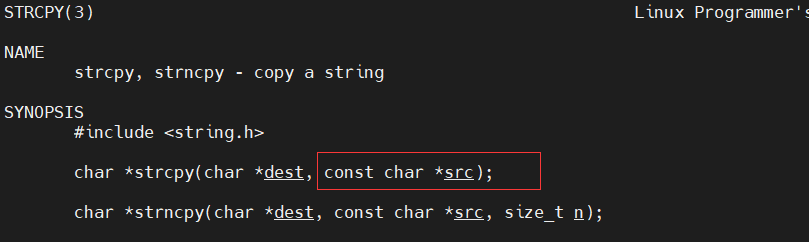 STRCPY(3) Linux Programmer's
NAME
strcpy, strncpy - copy a string
SYNOPSIS
#include <string.h>
char *strcpy(char *dest, const char *src);
char *strncpy(char *dest, const char *src, size_t n);